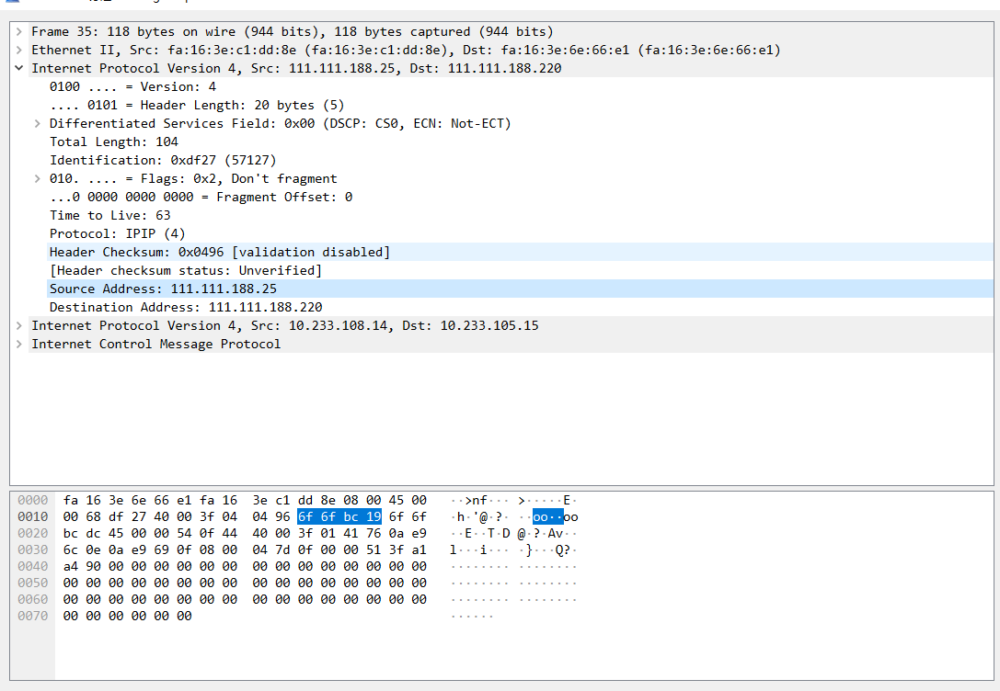 Frame 35: 118 bytes on wire (944 bits), 118 bytes captured (944 bits)
Ethernet II, Src: fa:16:3e:c1:dd:8e (fa:16:3e:c1:dd:8e), Dst: fa:16:3e:6e:66:e1 (fa:16:3e:6e:66:e1)
Internet Protocol Version 4, Src: 111.111.188.25, Dst: 111.111.188.220
0100 .... = Version: 4
.... 0101 = Header Length: 20 bytes (5)
Differentiated Services Field: 0x00 (DSCP: CS0, ECN: Not-ECT)
Total Length: 104
Identification: 0xdf27 (57127)
010. .... = Flags: 0x2, Don't fragment
...0 0000 0000 0000 = Fragment Offset: 0
Time to Live: 63
Protocol: IPIP (4)
Header Checksum: 0x0496 [validation disabled]
[Header checksum status: Unverified]
Source Address: 111.111.188.25
Destination Address: 111.111.188.220
Internet Protocol Version 4, Src: 10.233.108.14, Dst: 10.233.105.15
Internet Control Message Protocol
0000 fa 16 3e 6e 66 e1 fa 16 3e c1 dd 8e 08 00 45 00 ··>nf··· >·····E·
0010 00 68 df 27 40 00 3f 04 04 96 6f 6f bc 19 6f 6f ·h·'@·?· ··oo··oo
0020 bc dc 45 00 00 54 0f 44 40 00 3f 01 41 76 0a e9 ··E··T·D @·?·Av··
0030 6c 0e 0a e9 69 0f 08 00 04 7d 0f 00 00 51 3f a1 l···i··· ·}···Q?·
0040 a4 90 00 00 00 00 00 00 00 00 00 00 00 00 00 00 ········ ········
0050 00 00 00 00 00 00 00 00 00 00 00 00 00 00 00 00 ········ ········
0060 00 00 00 00 00 00 00 00 00 00 00 00 00 00 00 00 ········ ········
0070 00 00 00 00 00 00 ······